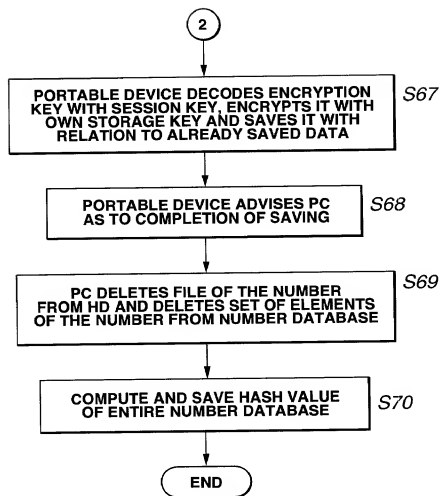 2
PORTABLE DEVICE DECODES ENCRYPTION
KEY WITH SESSION KEY, ENCRYPTS IT WITH
OWN STORAGE KEY AND SAVES IT WITH
RELATION TO ALREADY SAVED DATA
S67
PORTABLE DEVICE ADVISES PC
AS TO COMPLETION OF SAVING
S68
PC DELETES FILE OF THE NUMBER
FROM HD AND DELETES SET OF ELEMENTS
OF THE NUMBER FROM NUMBER DATABASE
S69
COMPUTE AND SAVE HASH VALUE
OF ENTIRE NUMBER DATABASE
S70
END